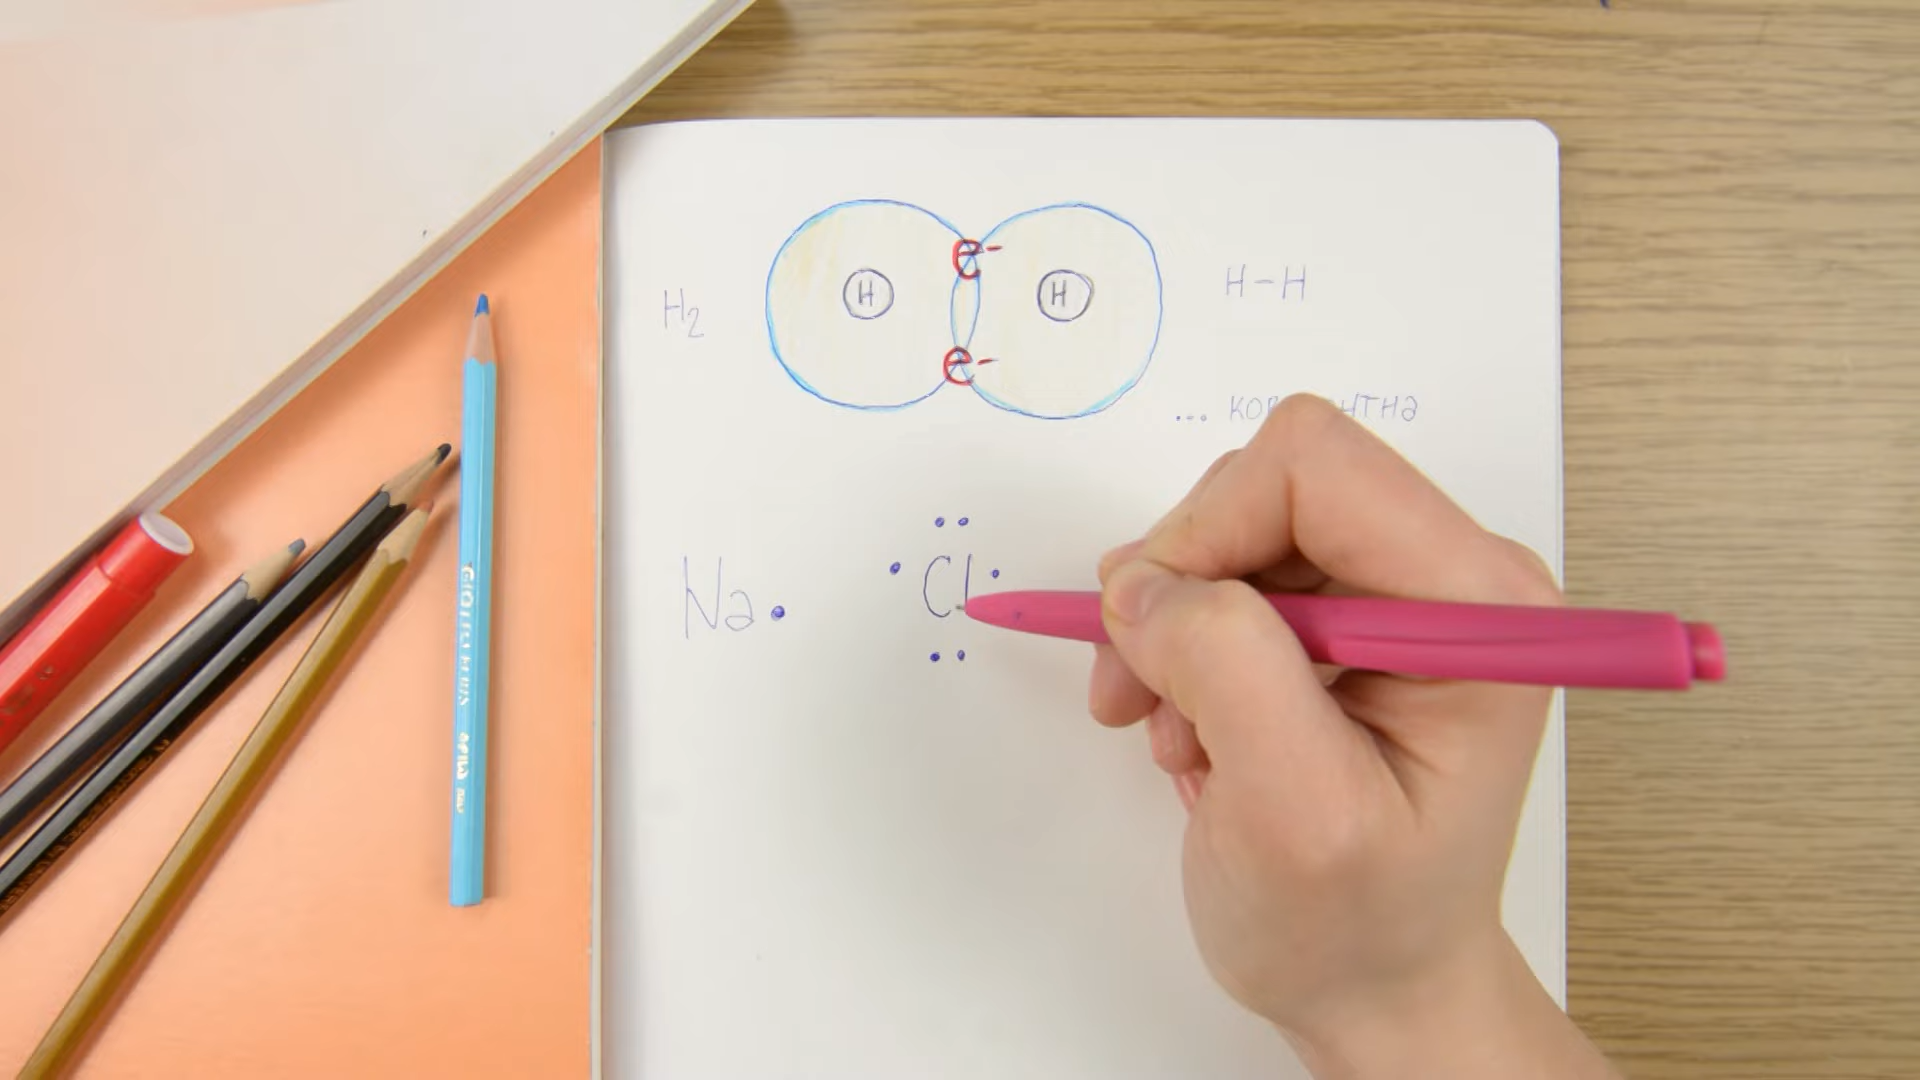 H₂
H
e⁻
e⁻
H
H-H
...
Na• Cl